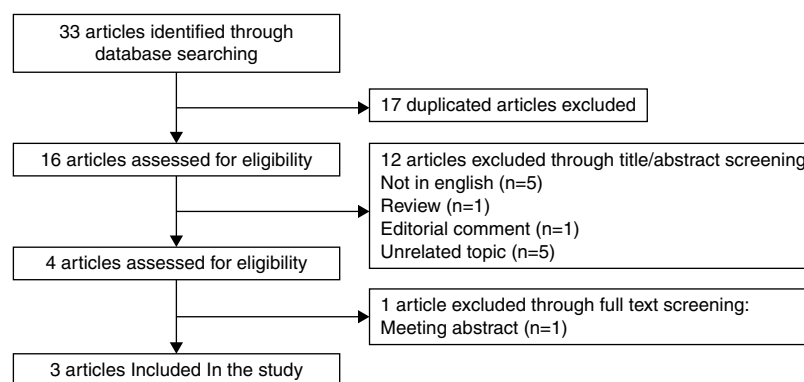 33 articles identified through
database searching
17 duplicated articles excluded
16 articles assessed for eligibility
12 articles excluded through title/abstract screening
Not in english (n=5)
Review (n=1)
Editorial comment (n=1)
Unrelated topic (n=5)
4 articles assessed for eligibility
1 article excluded through full text screening:
Meeting abstract (n=1)
3 articles Included In the study